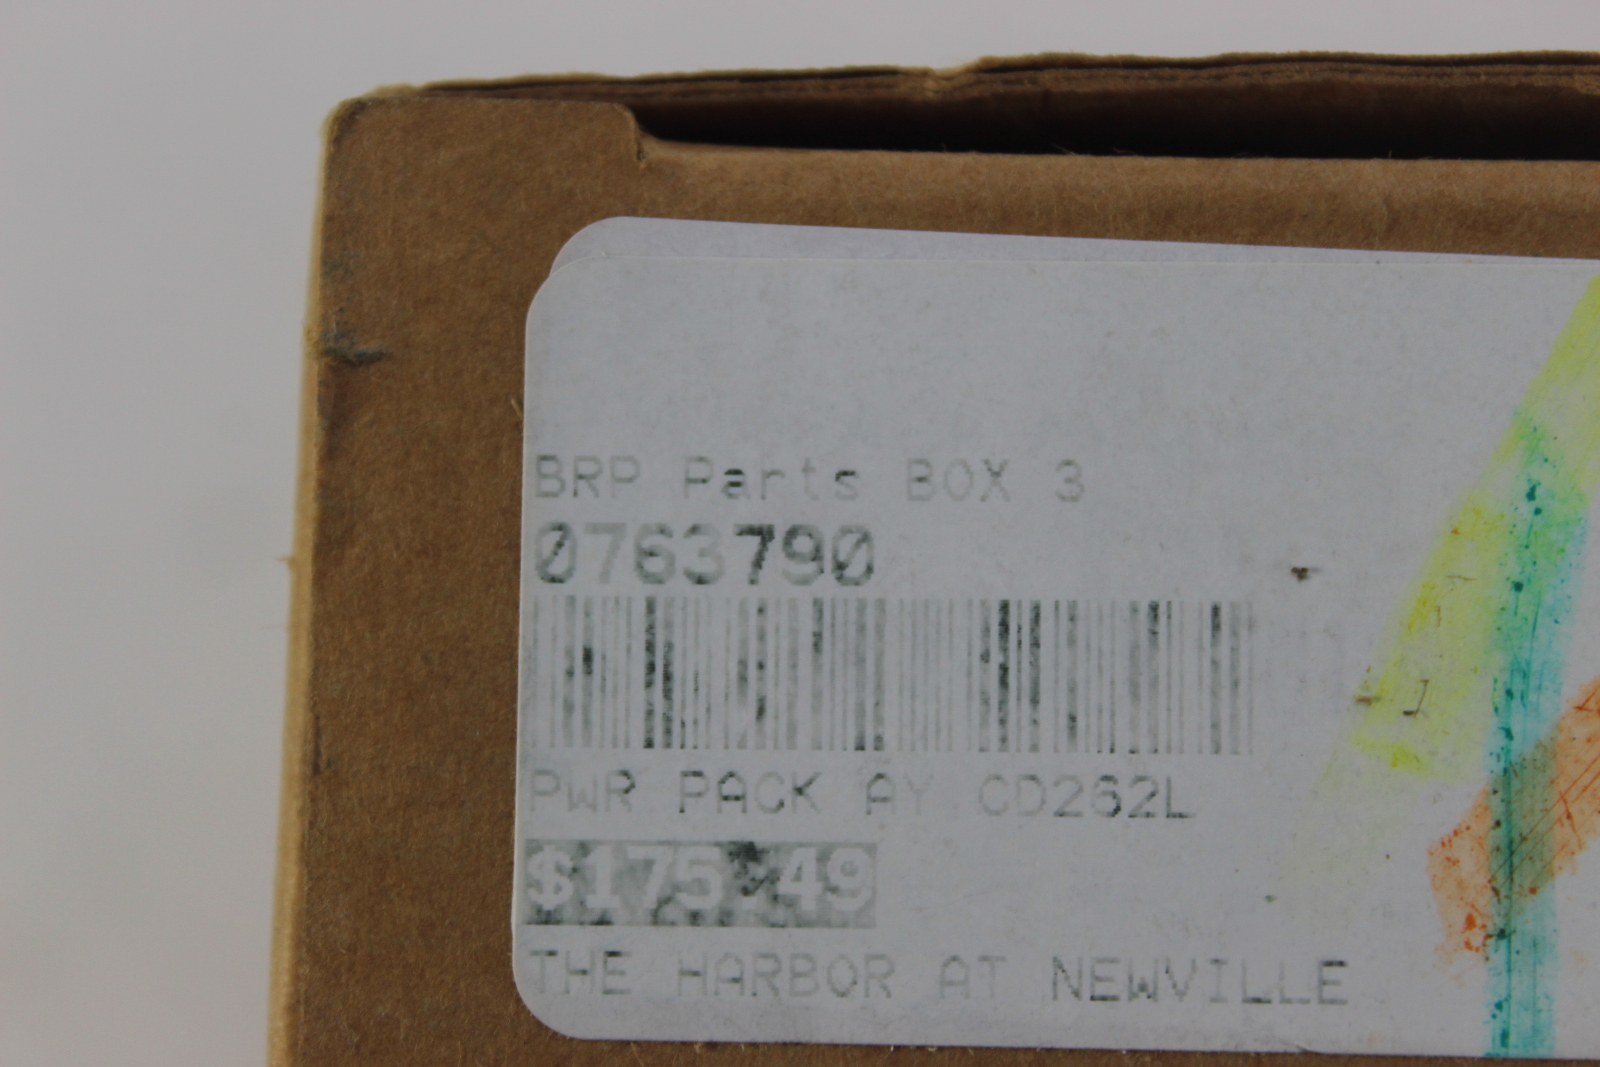 BRP Parts BOX 3
0763790
PWR PACK AY CD262L
$175.49
THE HARBOR AT NEWVILLE